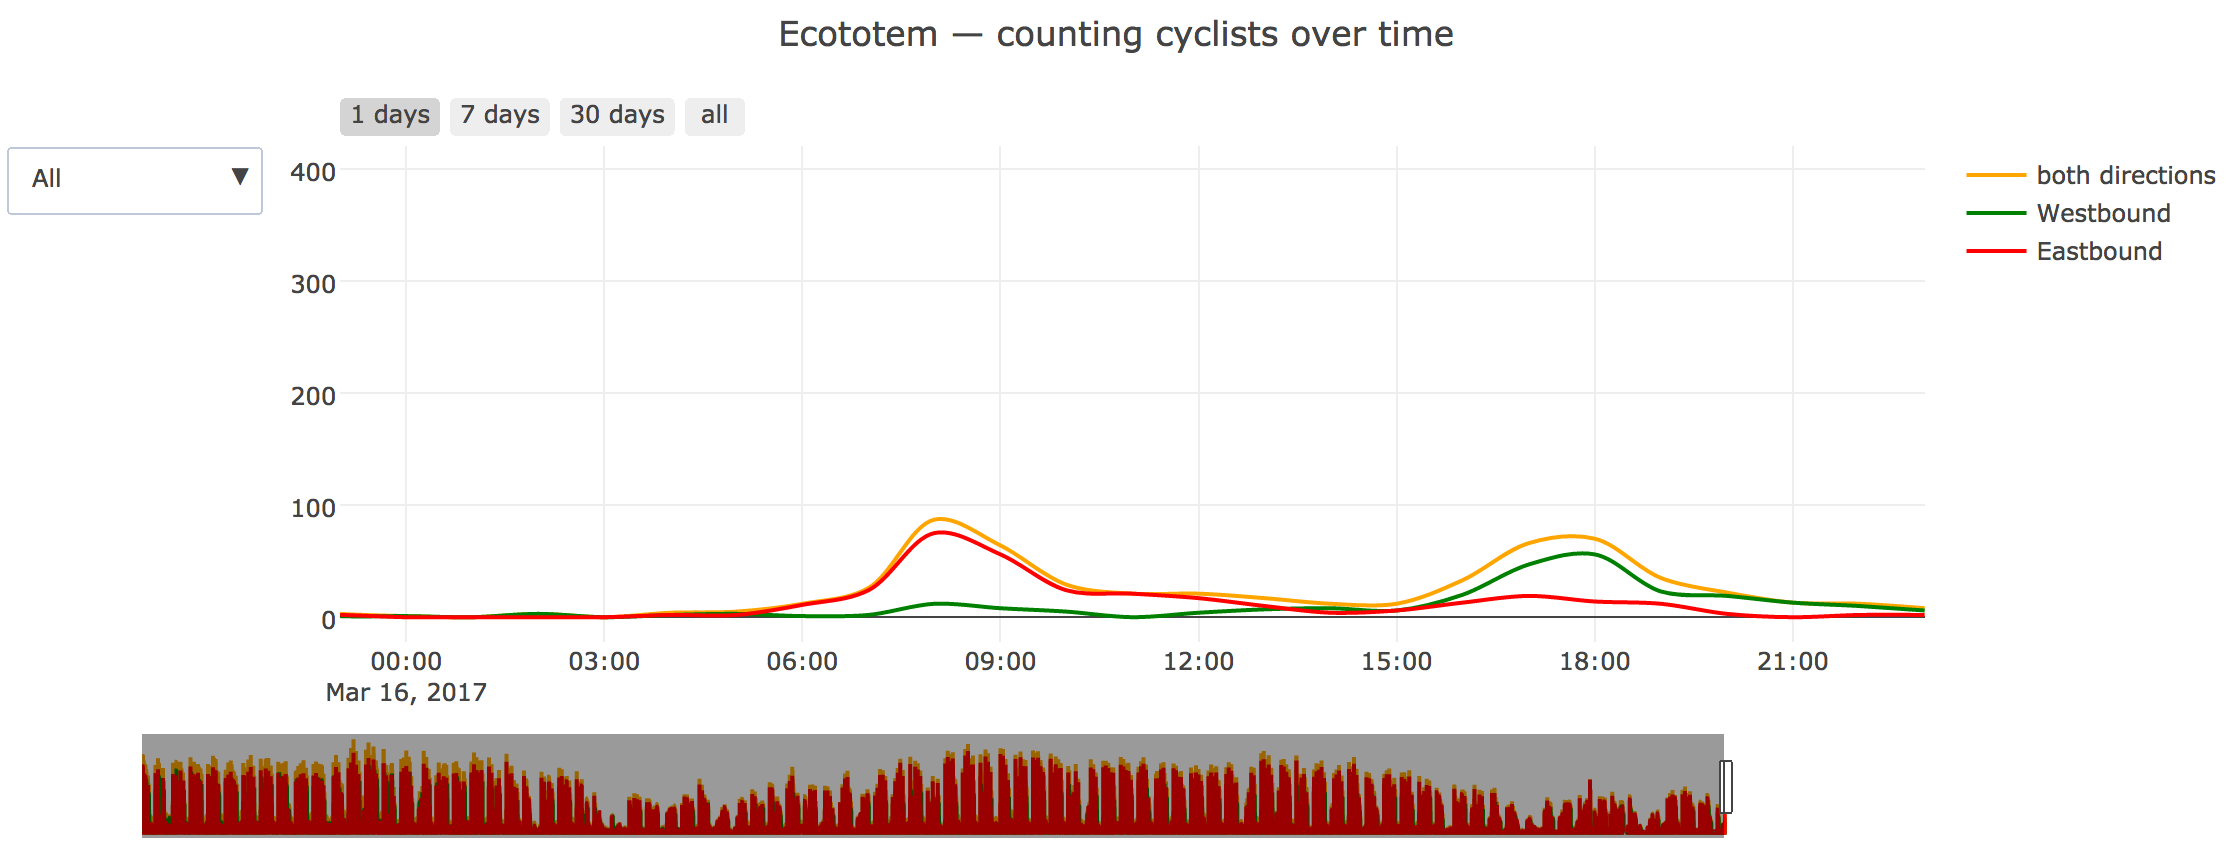 Ecototem — counting cyclists over time
1 days 7 days 30 days all
All ▼
400
300
200
100
0
both directions
Westbound
Eastbound
00:00 03:00 06:00 09:00 12:00 15:00 18:00 21:00
Mar 16, 2017